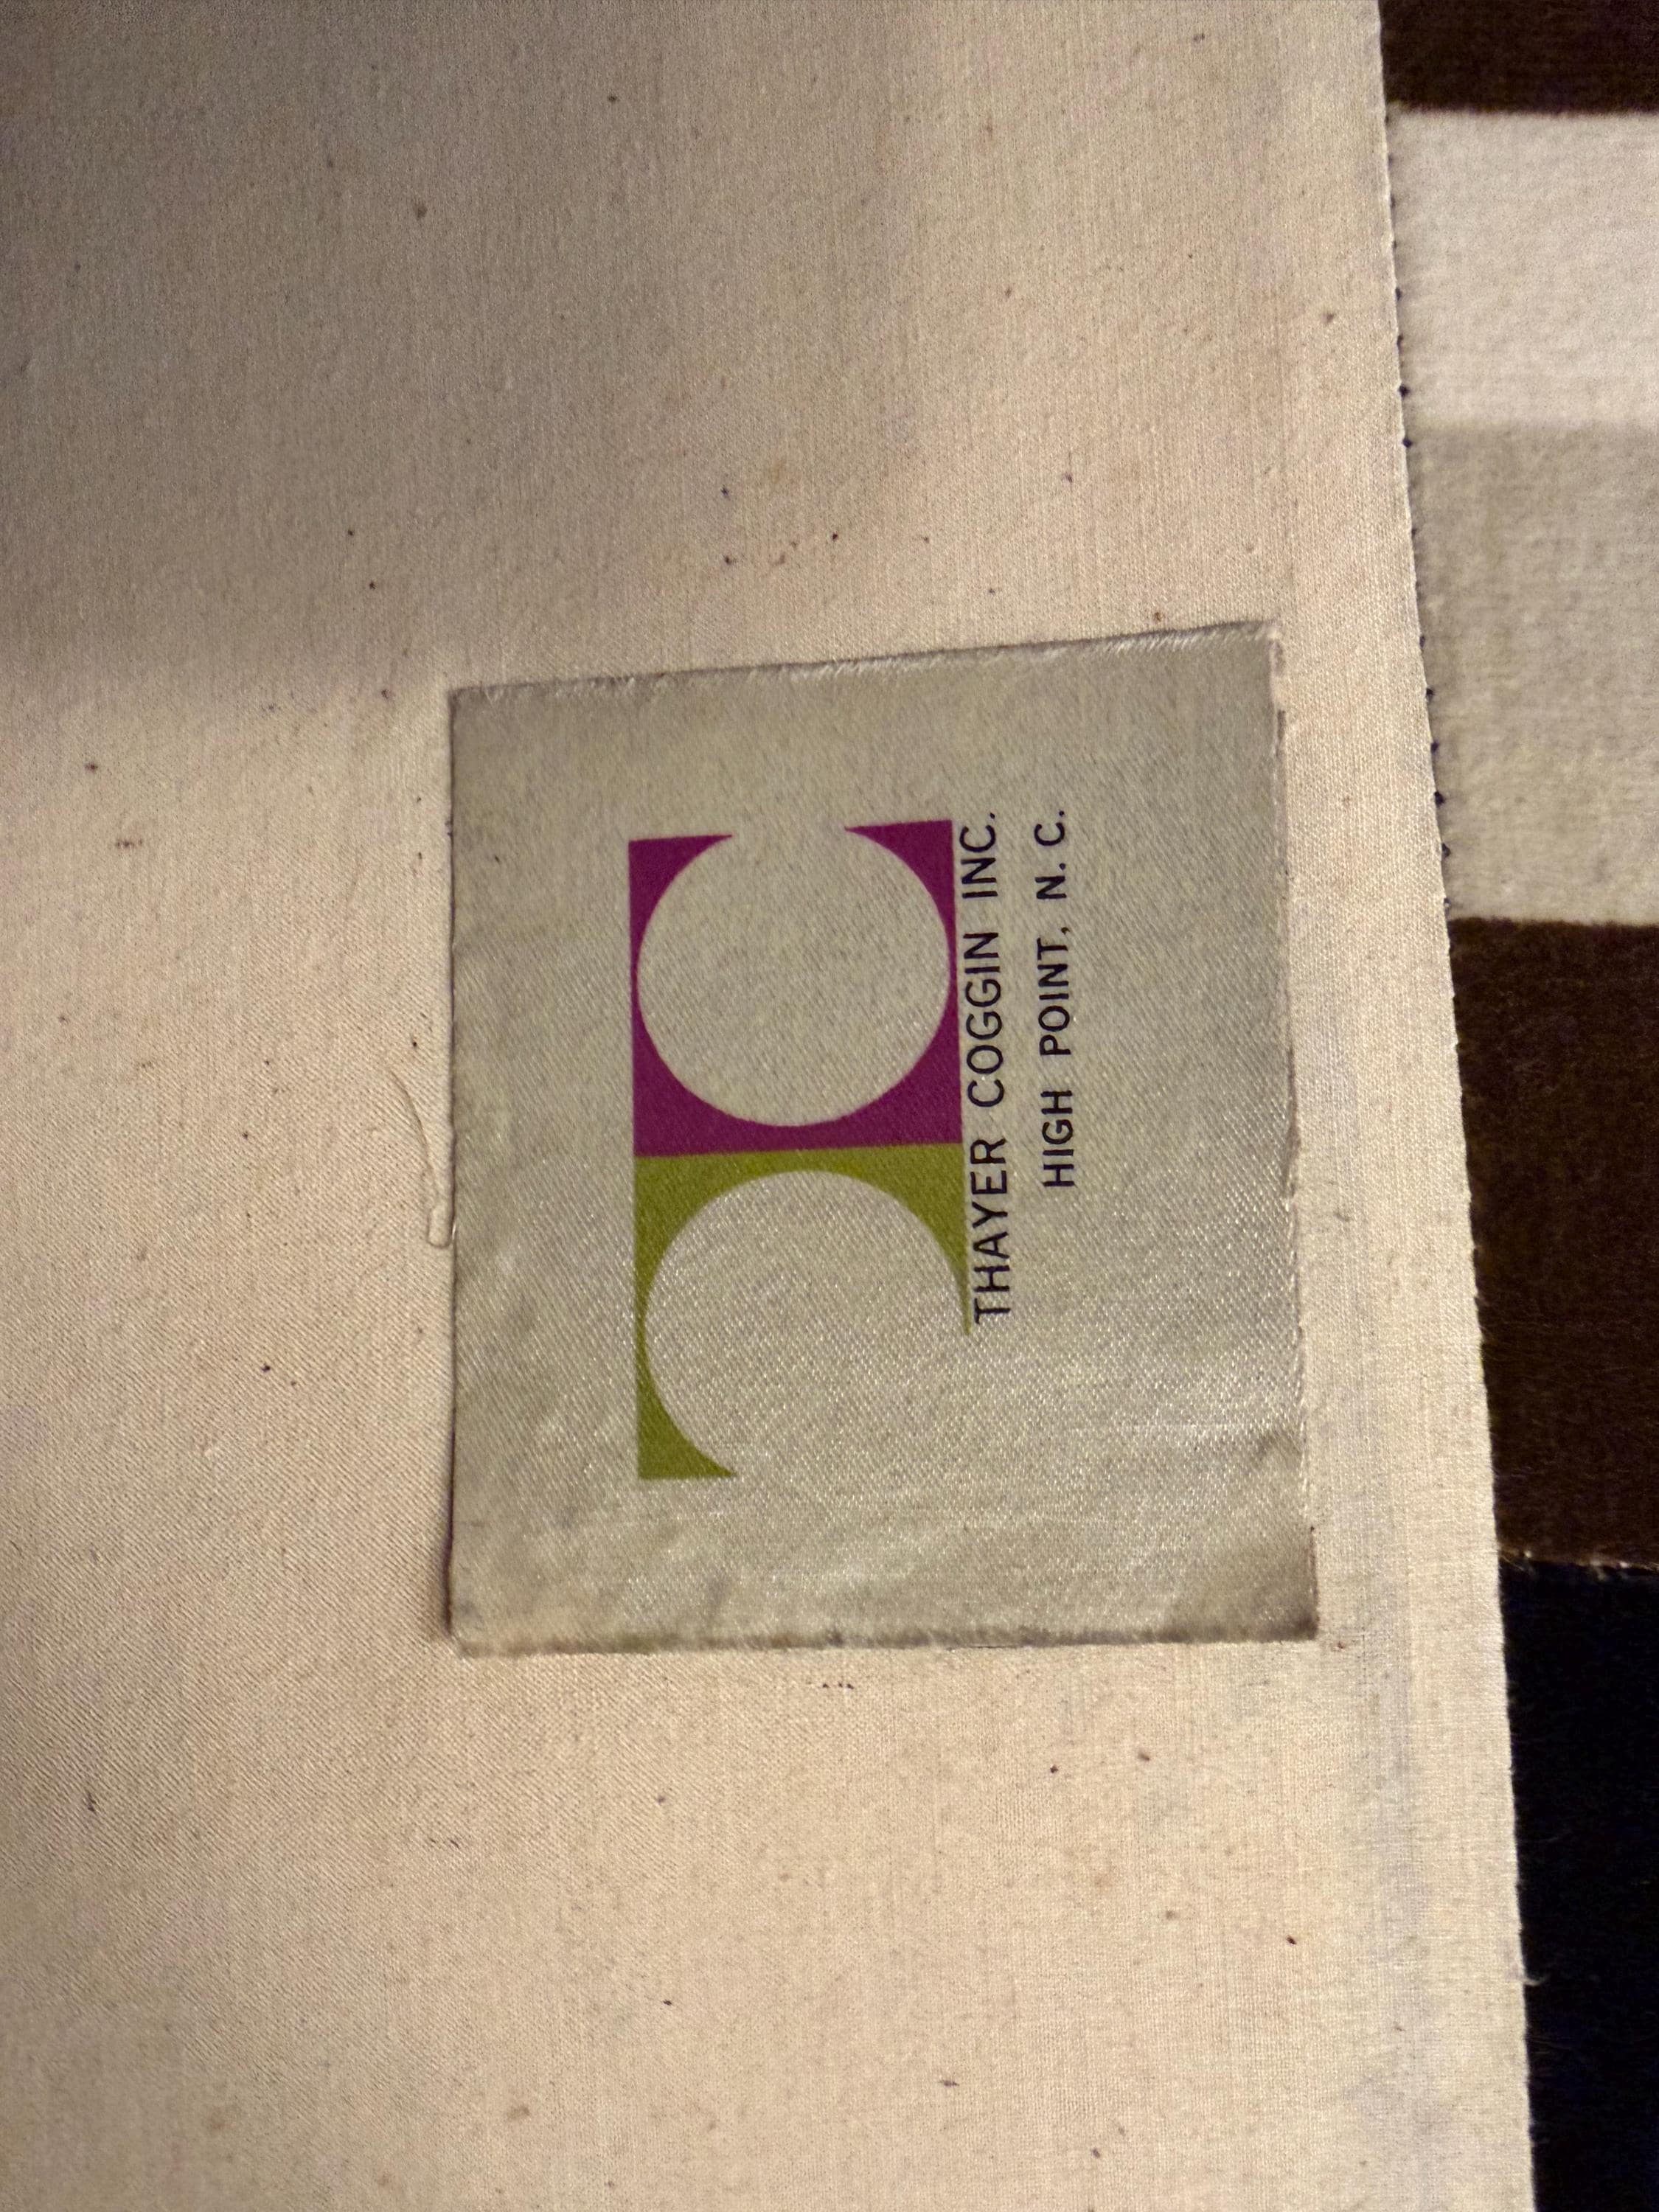 THAYER COGGIN INC.
HIGH POINT, N. C.